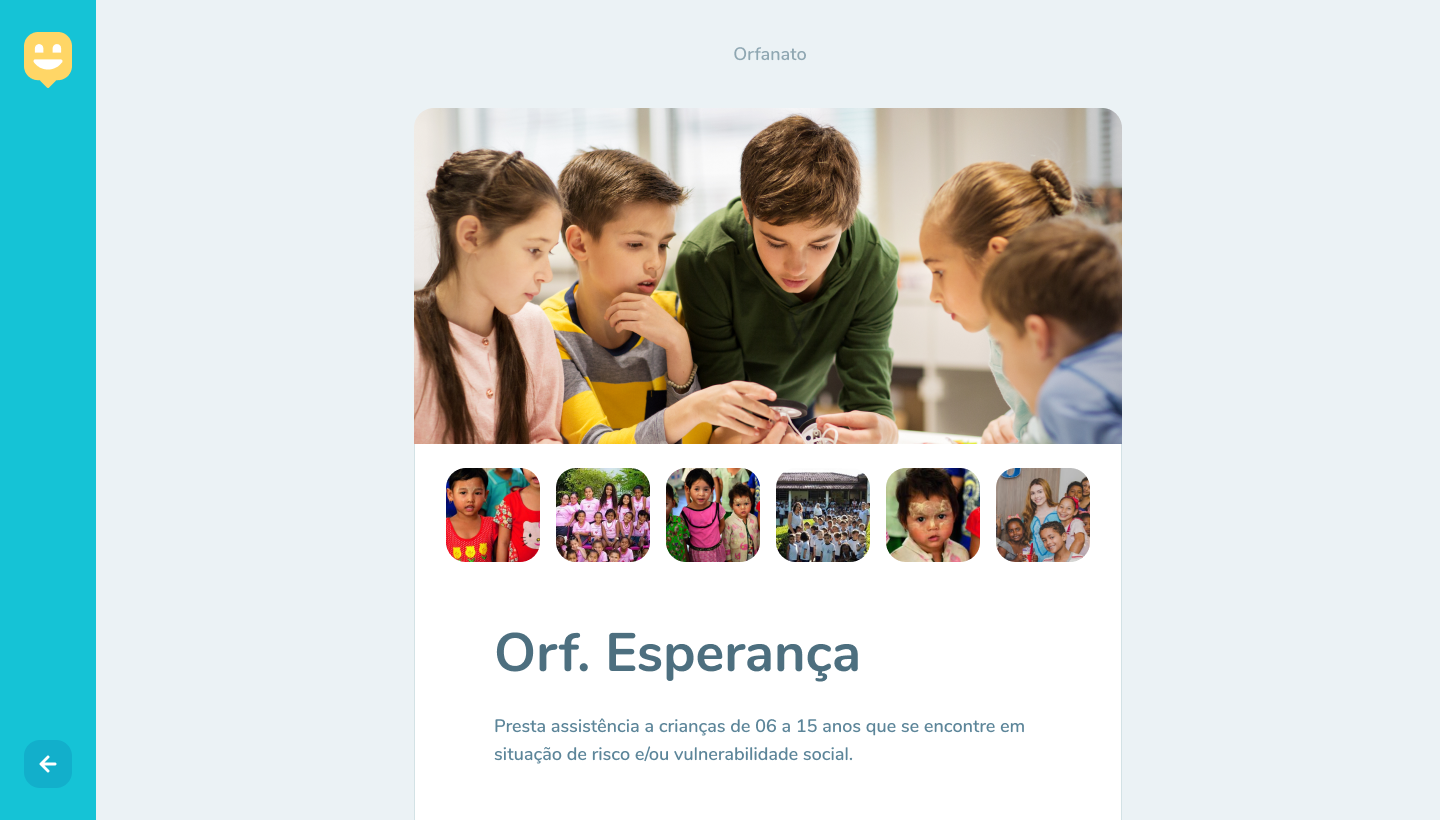 Orfanato
Orf. Esperança
Presta assistência a crianças de 06 a 15 anos que se encontre em
situação de risco e/ou vulnerabilidade social.